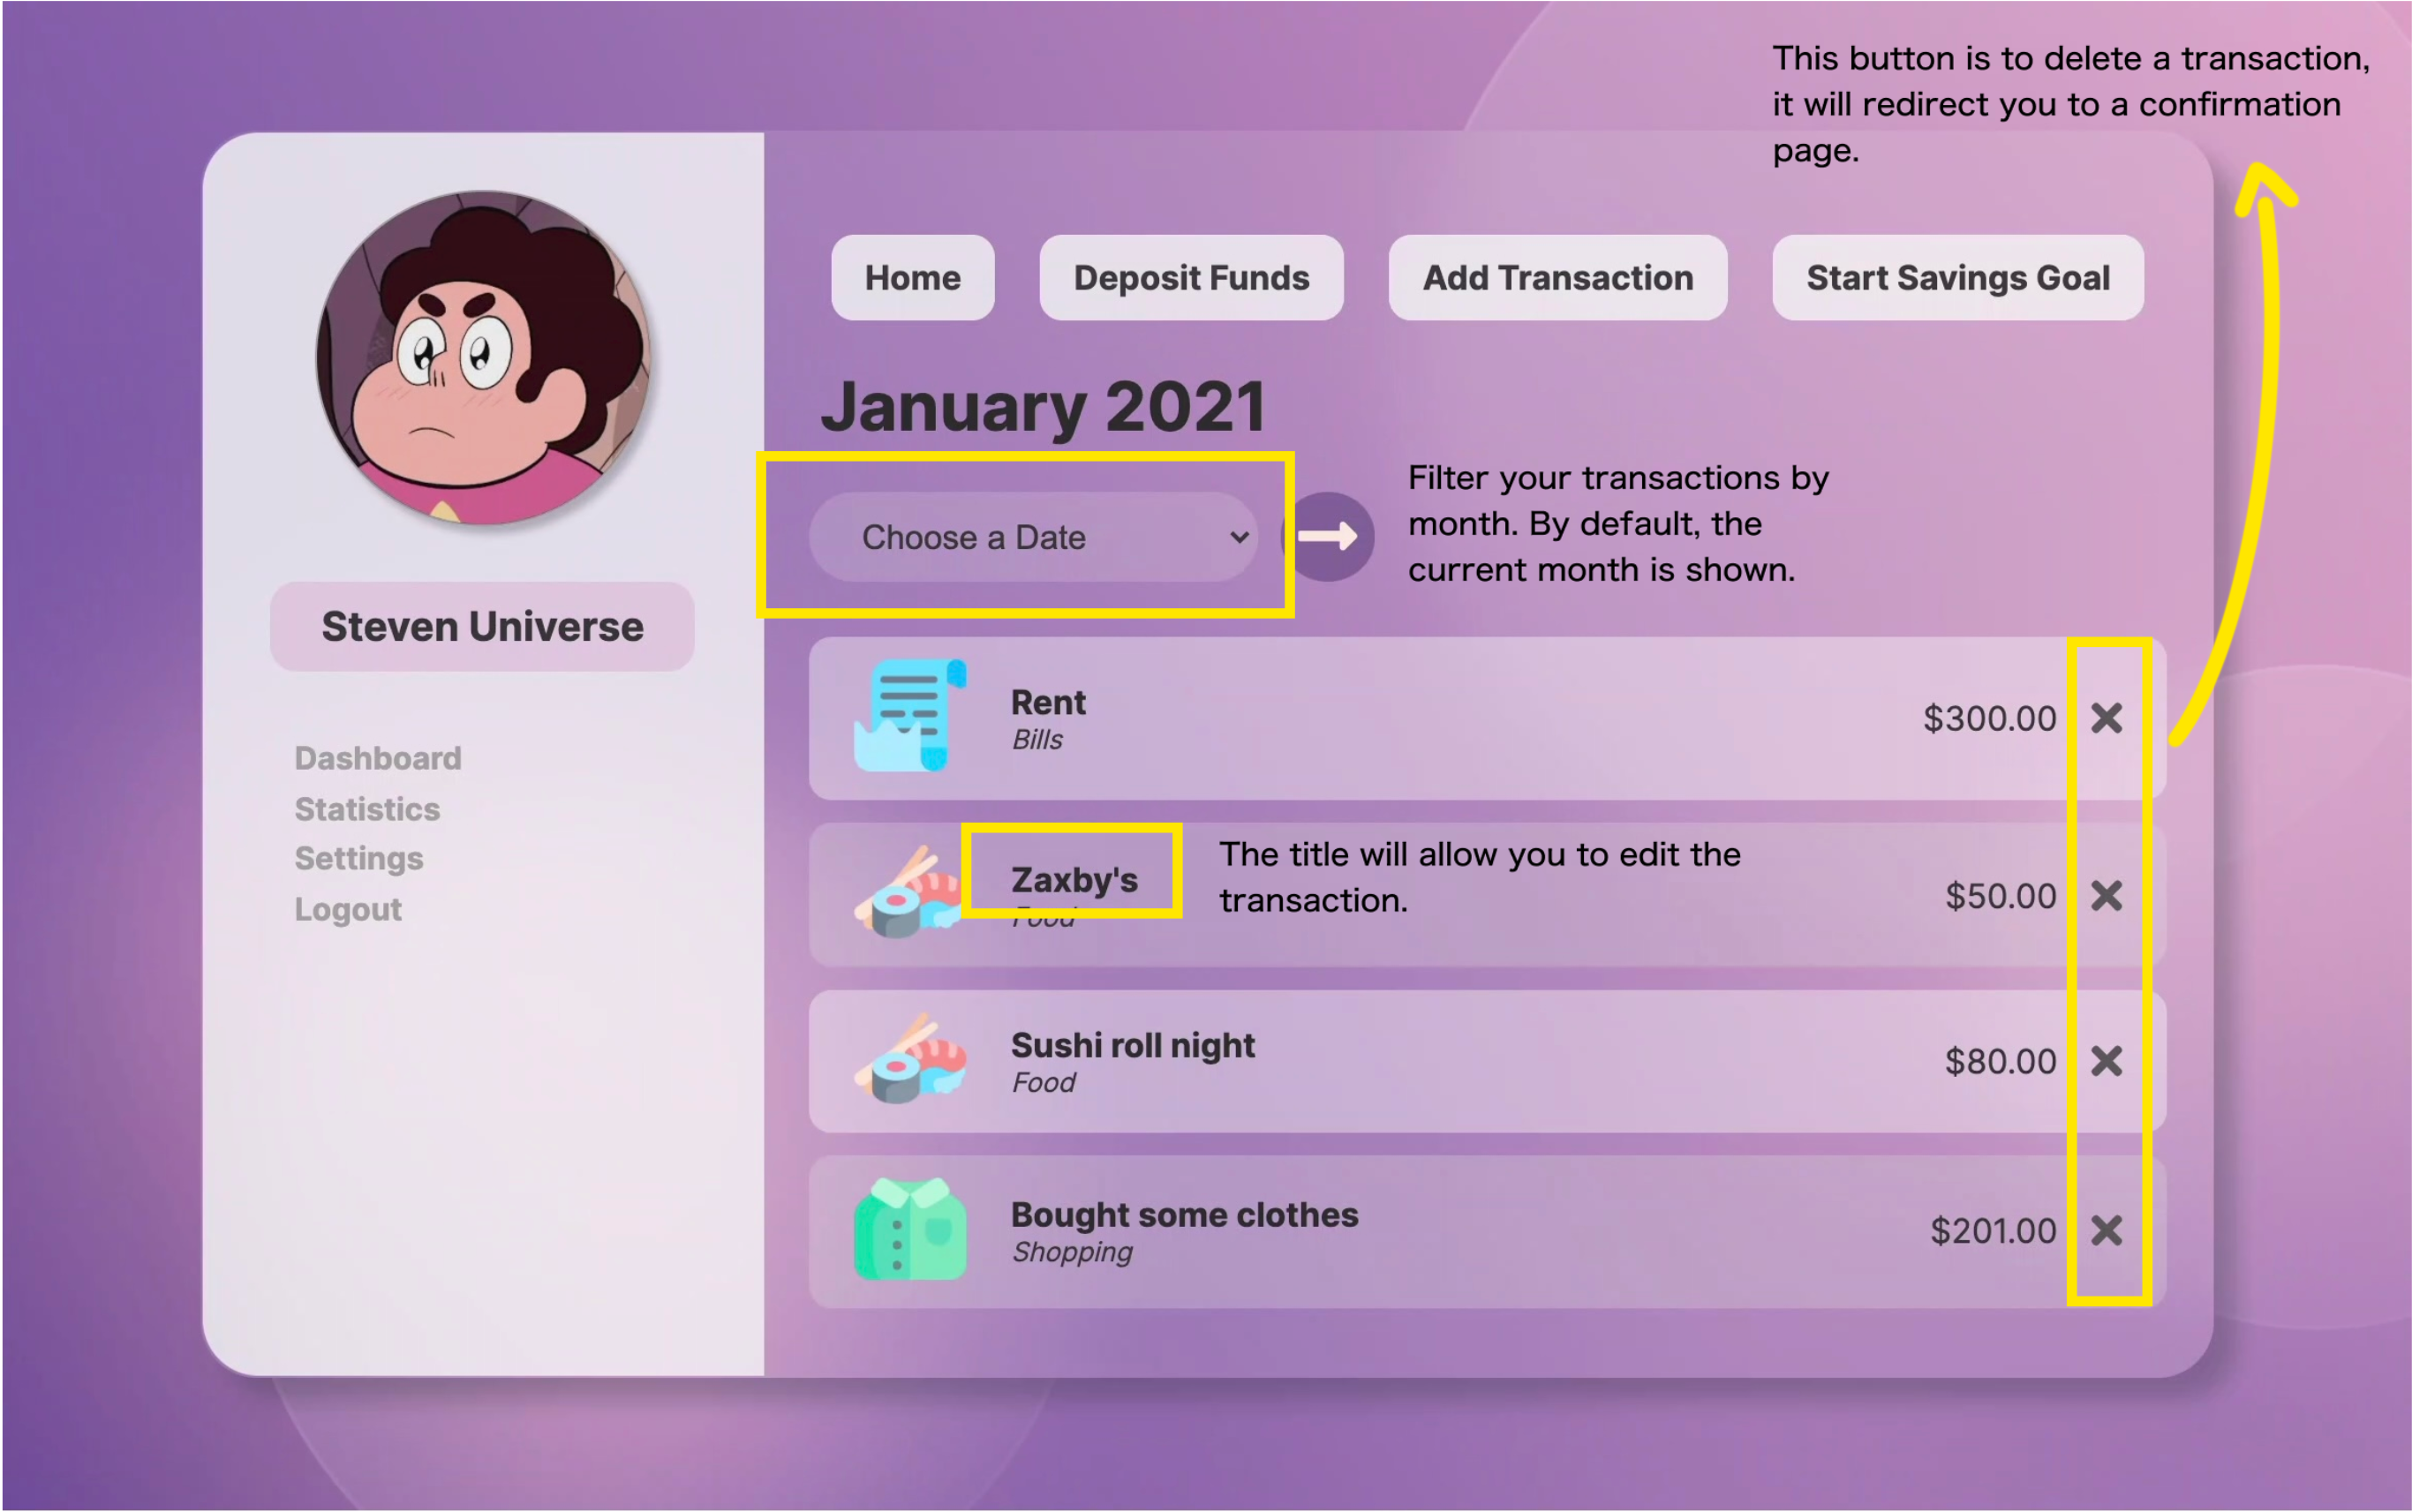 This button is to delete a transaction,
it will redirect you to a confirmation
page.
Home
Deposit Funds
Add Transaction
Start Savings Goal
January 2021
Choose a Date
Filter your transactions by
month. By default, the
current month is shown.
Steven Universe
Dashboard
Statistics
Settings
Logout
Rent
Bills
$300.00
Zaxby's
Food
The title will allow you to edit the
transaction.
$50.00
Sushi roll night
Food
$80.00
Bought some clothes
Shopping
$201.00